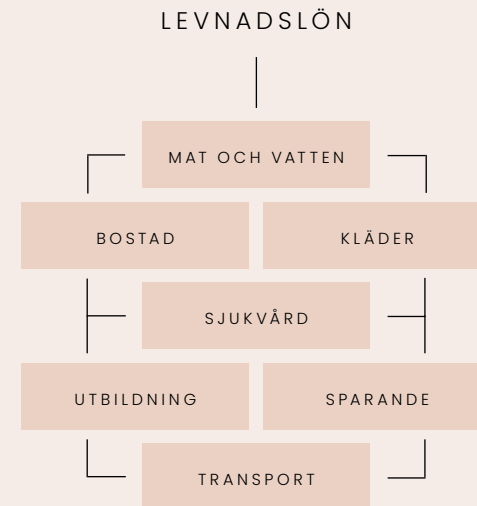 LEVNADSLÖN
MAT OCH VATTEN
BOSTAD
KLÄDER
SJUKVÅRD
UTBILDNING
SPARANDE
TRANSPORT